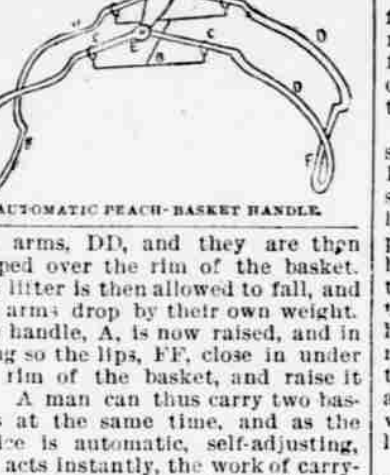 C
E
C
B
D
D
F
F
AUTOMATIC PEACH-BASKET HANDLE.
arms, DD, and they are then
ped over the rim of the basket.
litter is then allowed to fall, and
arms drop by their own weight.
handle, A, is now raised, and in
g so the lips, FF, close in under
rim of the basket, and raise it
A man can thus carry two bas-
s at the same time, and as the
ice is automatic, self-adjusting,
acts instantly, the work of carry-